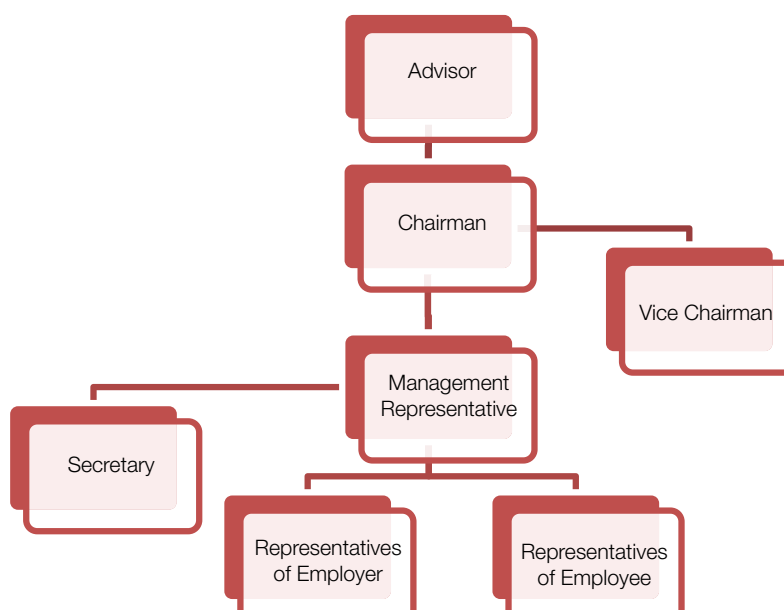 Advisor
Chairman
Vice Chairman
Management
Representative
Secretary
Representatives
of Employer
Representatives
of Employee